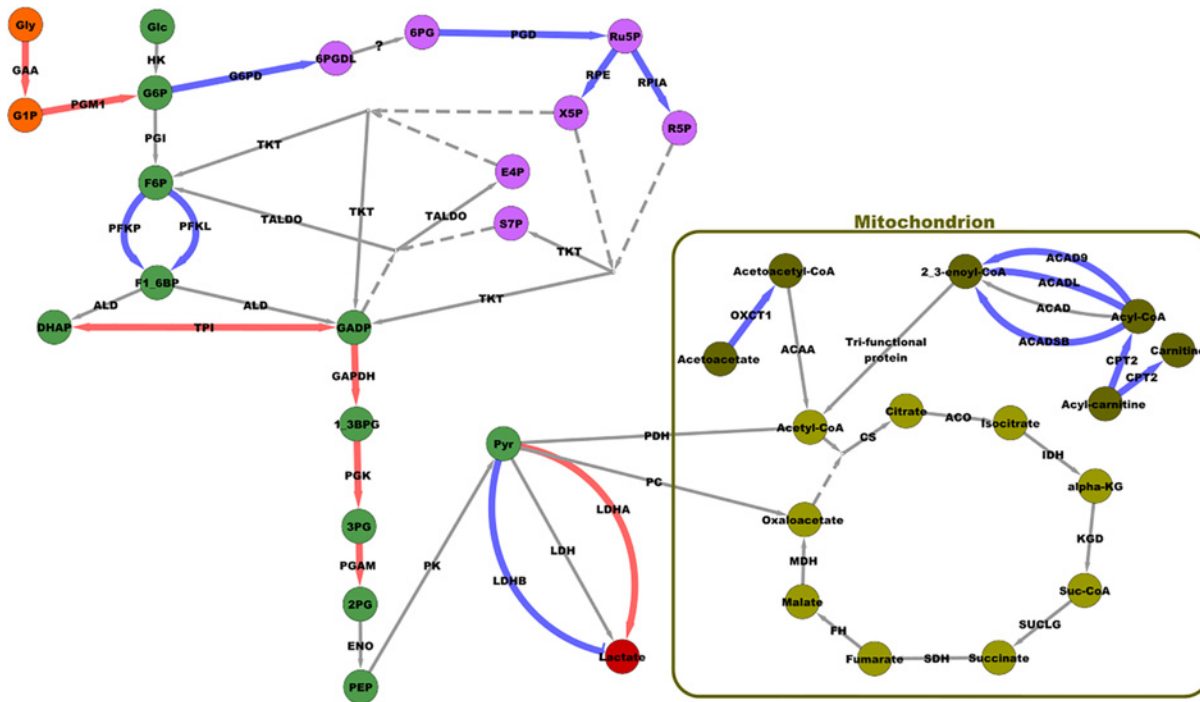 Gly
Glc
6PG
PGD
Ru5P
?
6PGDL
HK
GAA
G6PD
RPE
RPIA
G6P
PGM1
G1P
X5P
R5P
PGI
TKT
E4P
F6P
TKT
TALDO
TALDO
S7P
PFKP
PFKL
TKT
Mitochondrion
F1_6BP
ALD
ALD
TKT
DHAP
TPI
GADP
Acetoacetyl-CoA
2_3-enoyl-CoA
ACAD9
ACADL
ACAD
Acyl-CoA
OXCT1
ACADSB
Acetoacetate
ACAA
Tri-functional
protein
Carnitine
CPT2
CPT2
Acyl-carnitine
GAPDH
1_3BPG
Pyr
PDH
Acetyl-CoA
CS
Citrate
ACO
Isocitrate
IDH
PGK
PC
alpha-KG
3PG
LDHA
Oxaloacetate
KGD
PGAM
PK
LDH
LDHB
MDH
2PG
Malate
Suc-CoA
ENO
FH
SUCLG
PEP
Lactate
Fumarate
SDH
Succinate